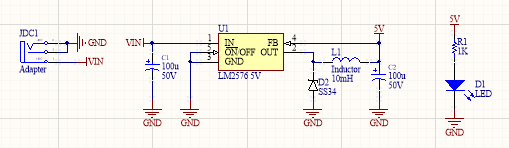 JDC1
GND
VIN
Adapter
VIN
C1
100u
50V
GND
GND
U1
1
5
3
IN
ON/OFF
GND
FB
OUT
4
2
LM2576 5V
L1
Inductor
10mH
D2
SS34
GND
5V
C2
100u
50V
GND
5V
R1
1K
D1
LED
GND